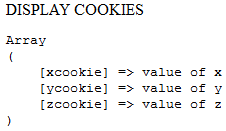 DISPLAY COOKIES
Array
(
    [xcookie] => value of x
    [ycookie] => value of y
    [zcookie] => value of z
)